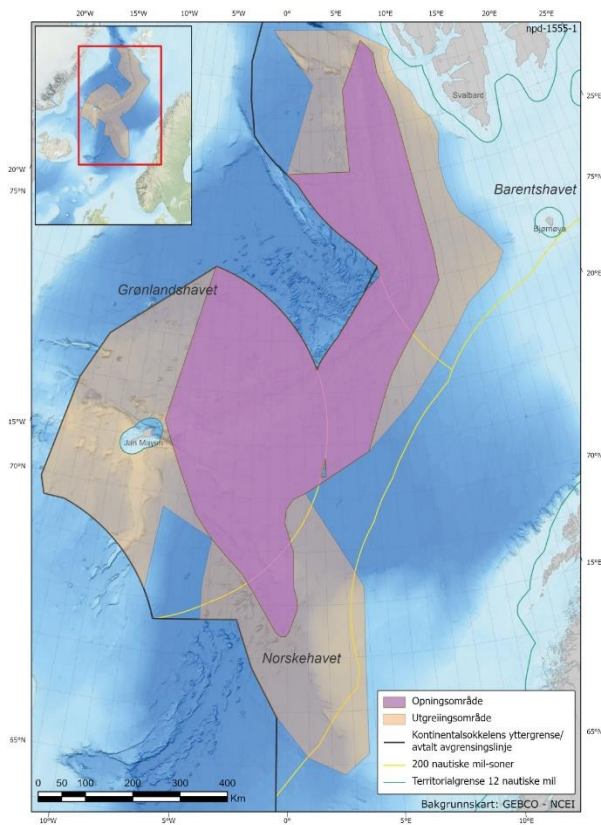 npd-1555-1
20°W
10°W
5°W
0°
5°E
10°E
15°E
20°E
25°E
Svalbard
25°E
20°W
75°N
75°N
Barentshavet
Bjørnøya
Grønlandshavet
20°E
15°W
Jan Mayen
70°N
70°N
15°E
Norskehavet
65°N
Opningsområde
Utgreiingsområde
Kontinentalsokkelens yttergrense/
avtalt avgrensingslinje
200 nautiske mil-soner
Territorialgrense 12 nautiske mil
0 50 100 200 300 400
Km
Bakgrunnskart: GEBCO - NCEI
10°W
5°W
0°
5°E
10°E